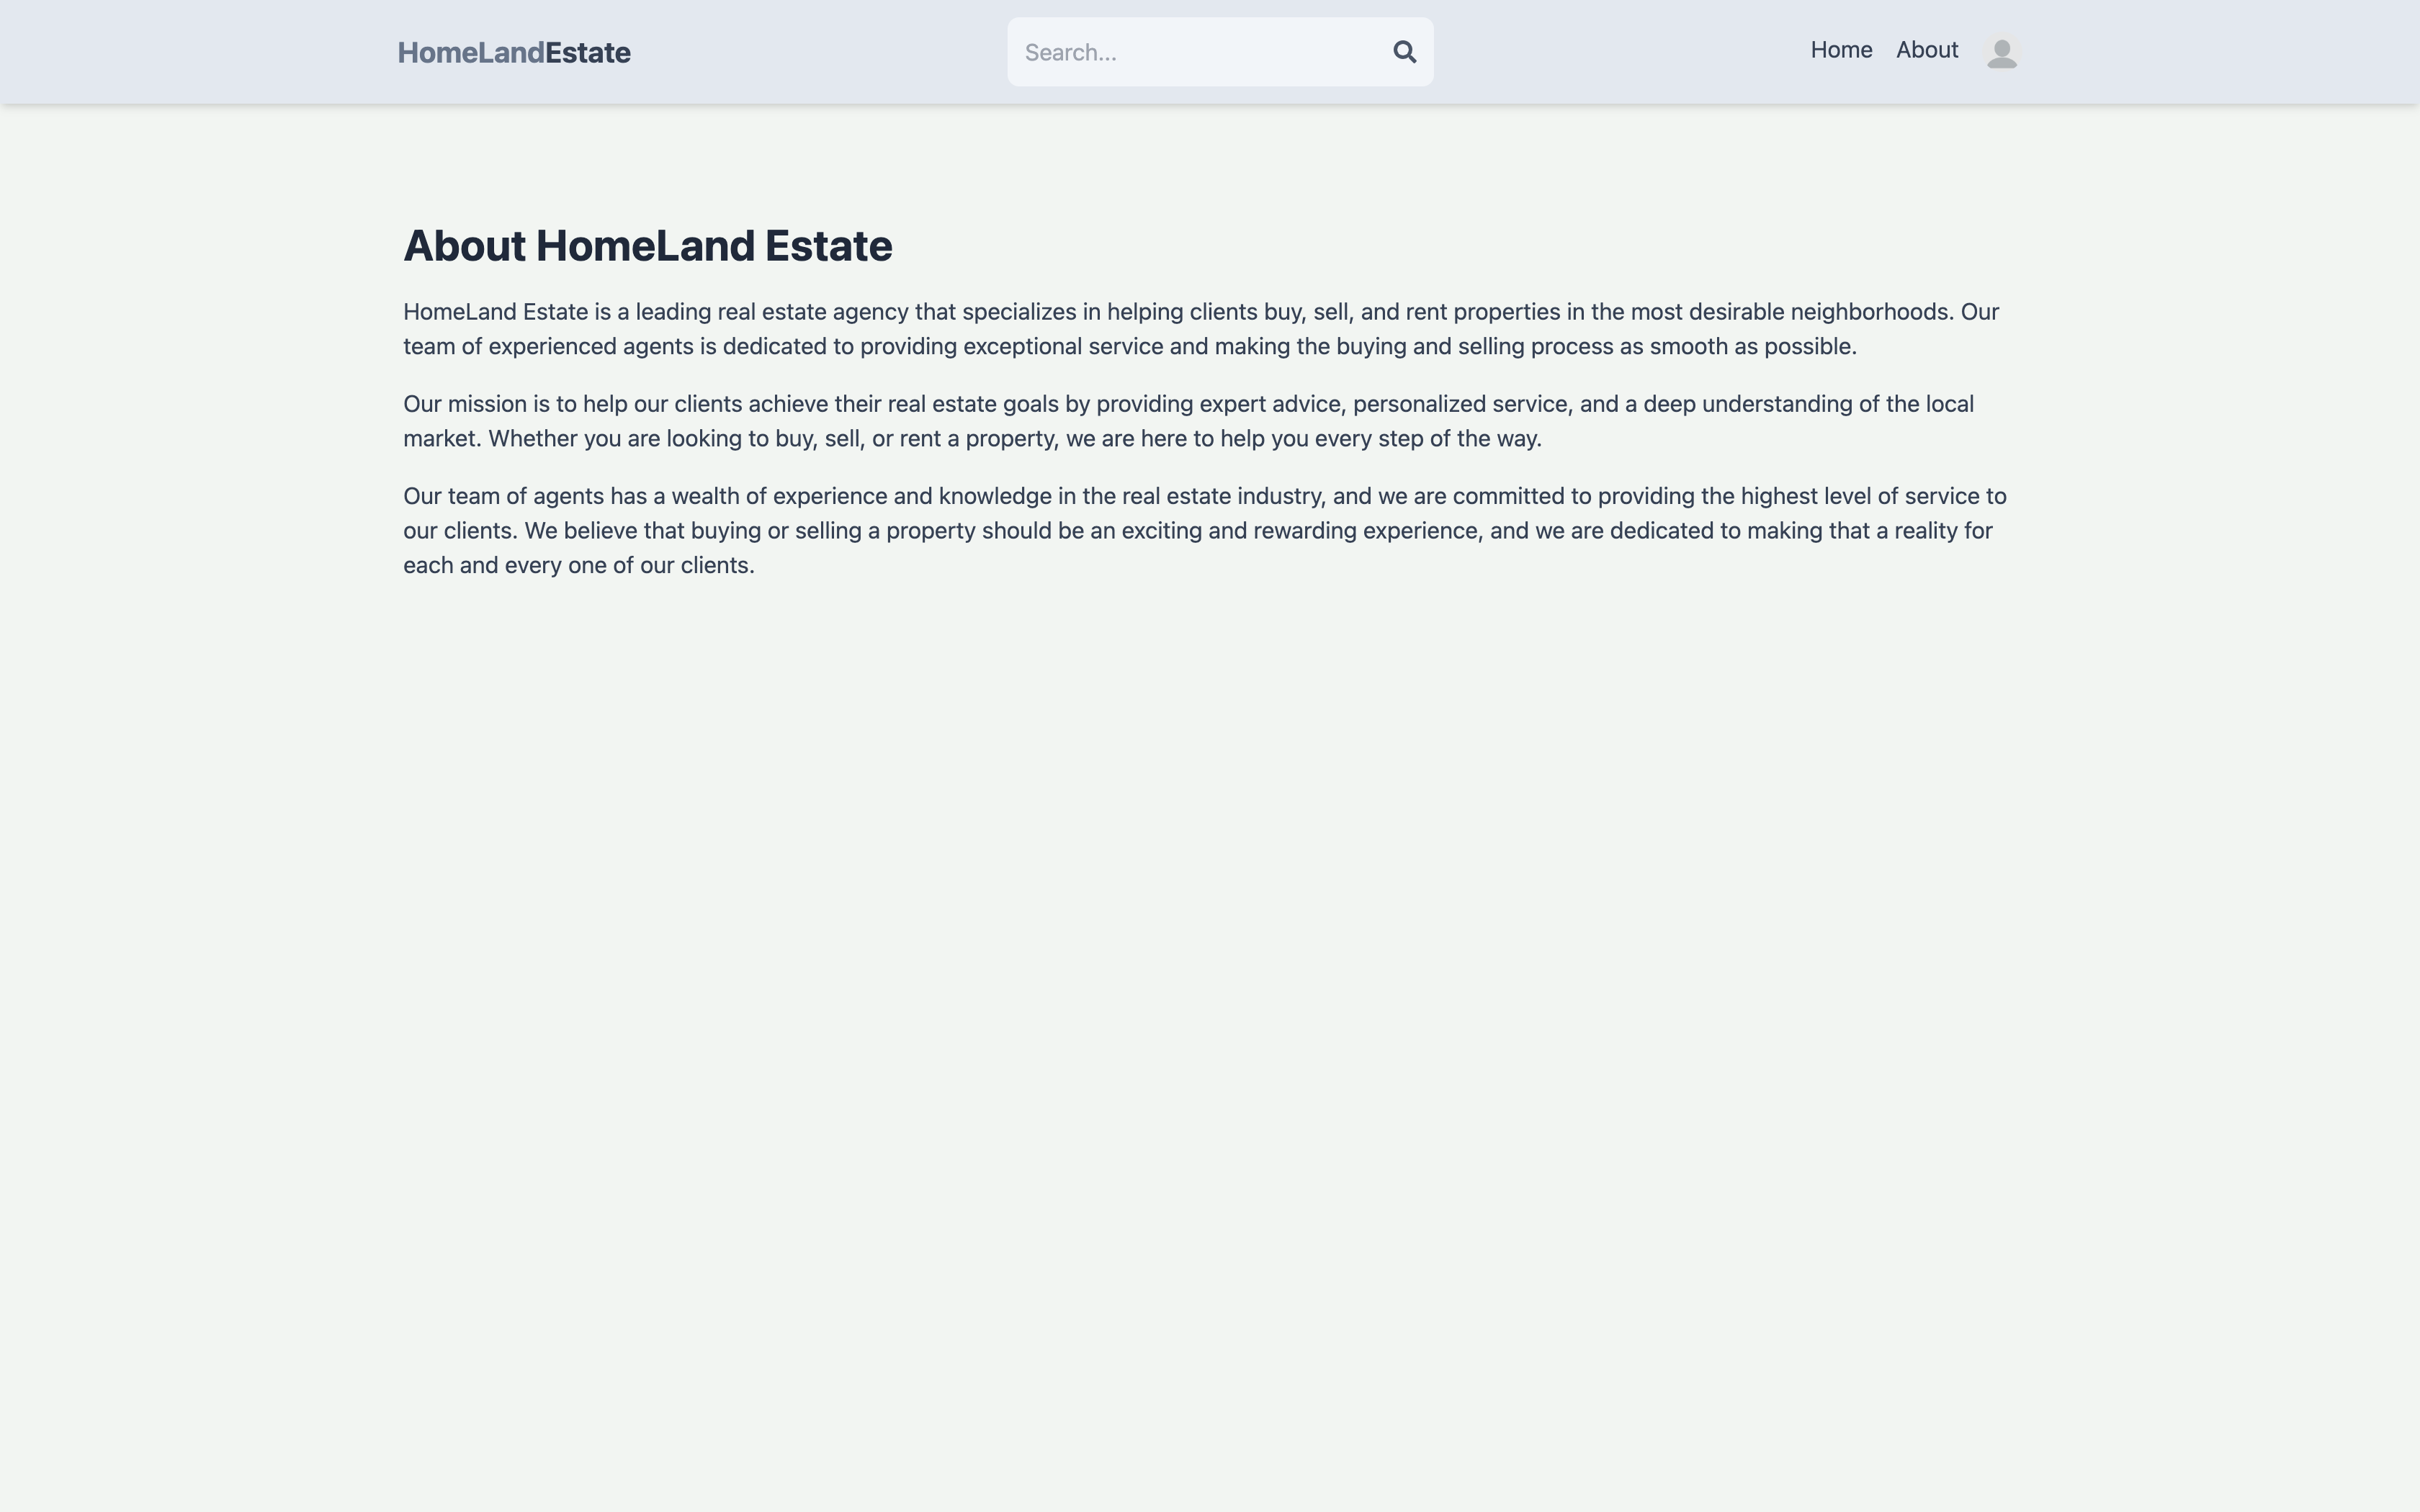 HomeLandEstate
Search...
Home About
About HomeLand Estate
HomeLand Estate is a leading real estate agency that specializes in helping clients buy, sell, and rent properties in the most desirable neighborhoods. Our
team of experienced agents is dedicated to providing exceptional service and making the buying and selling process as smooth as possible.
Our mission is to help our clients achieve their real estate goals by providing expert advice, personalized service, and a deep understanding of the local
market. Whether you are looking to buy, sell, or rent a property, we are here to help you every step of the way.
Our team of agents has a wealth of experience and knowledge in the real estate industry, and we are committed to providing the highest level of service to
our clients. We believe that buying or selling a property should be an exciting and rewarding experience, and we are dedicated to making that a reality for
each and every one of our clients.